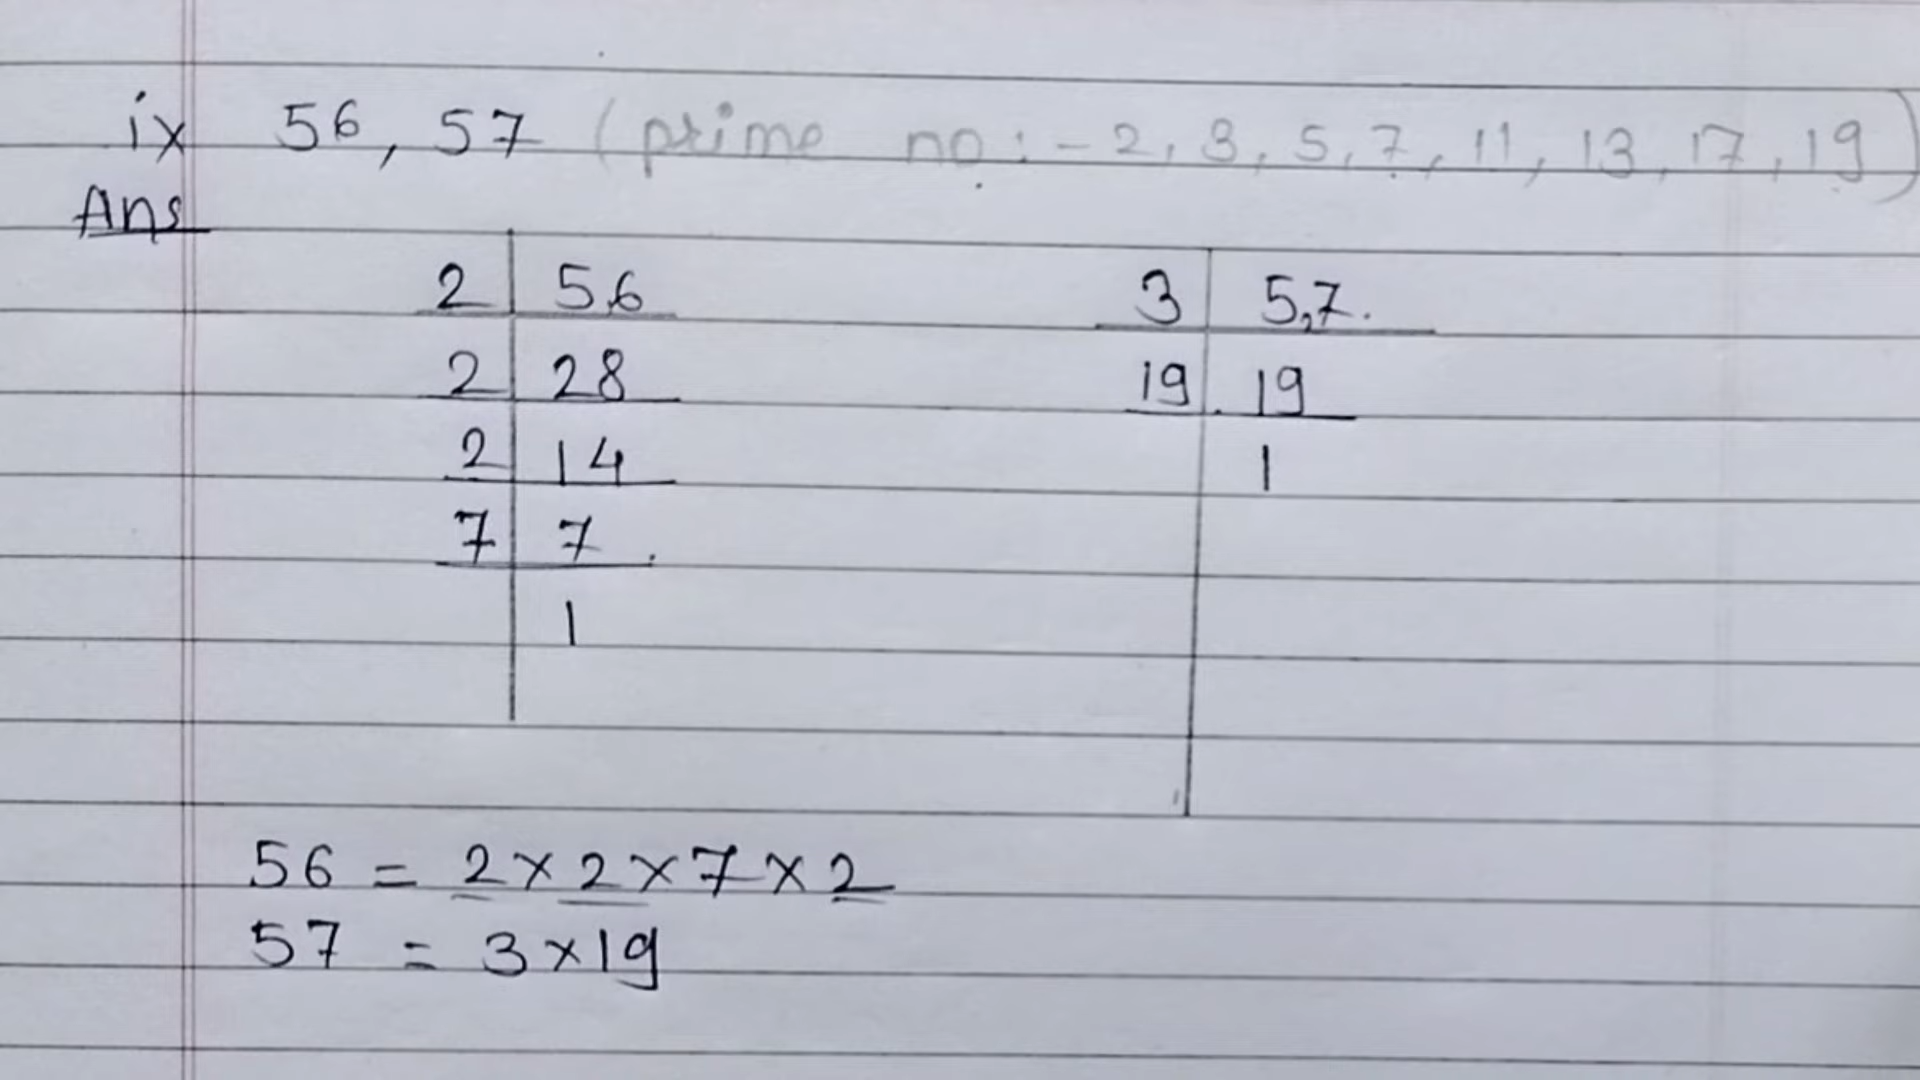 ix 56, 57 (prime no:- 2, 3, 5, 7, 11, 13, 17, 19)
Ans
2 56 3 57
2 28 19 19
2 14 1
7 7
1
56 = 2×2×7×2
57 = 3×19